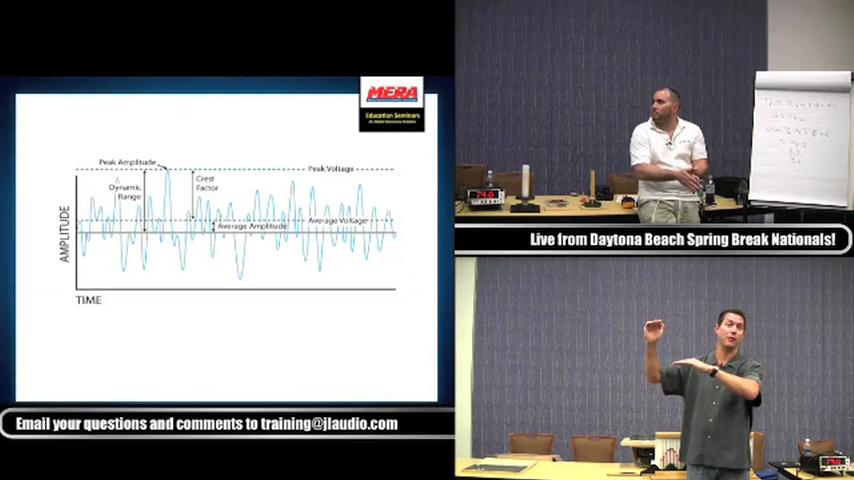 MERA
Education Seminars
Peak Amplitude
Peak Voltage
Dynamic
Range
Crest
Factor
Average Voltage
Average Amplitude
AMPLITUDE
TIME
Live from Daytona Beach Spring Break Nationals!
Email your questions and comments to training@jlaudio.com